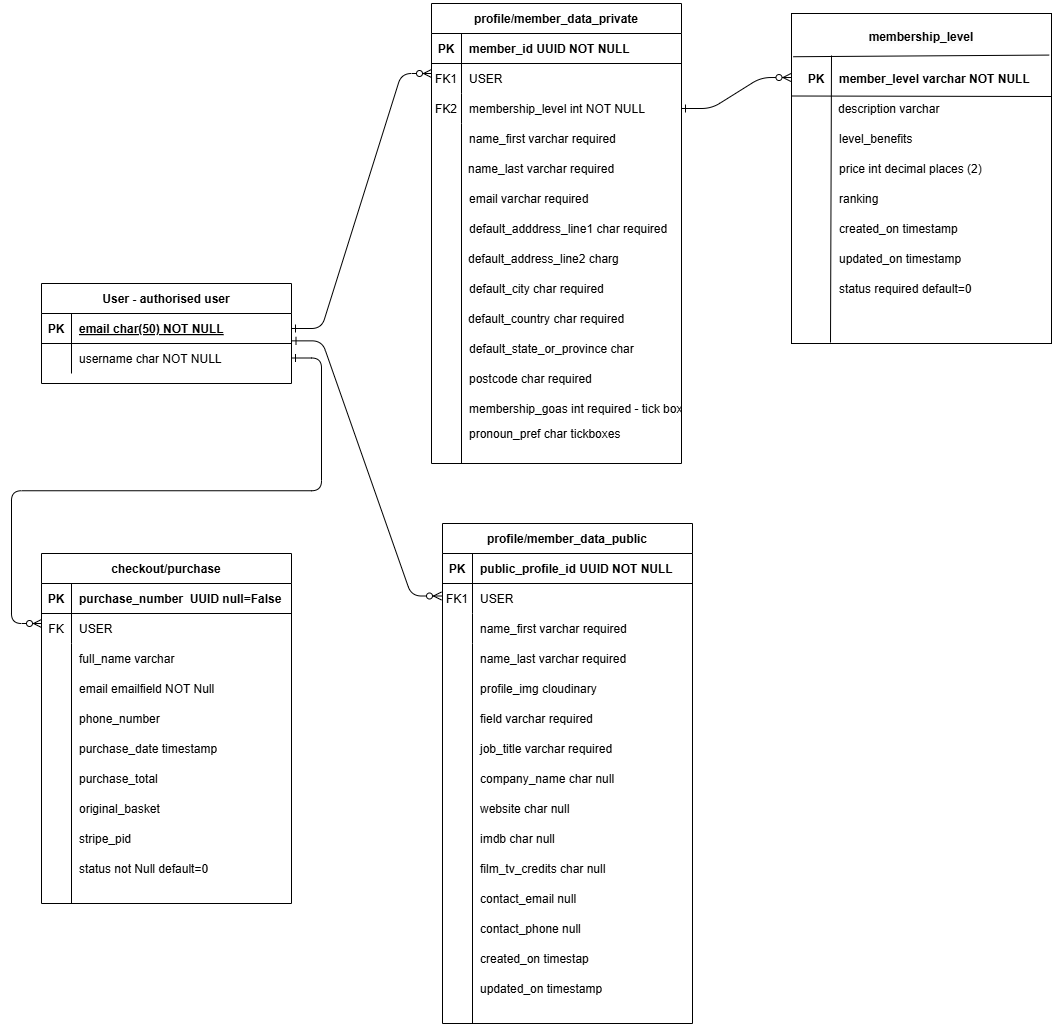 profile/member_data_private
PK member_id UUID NOT NULL
FK1 USER
FK2 membership_level int NOT NULL
name_first varchar required
name_last varchar required
email varchar required
default_adddress_line1 char required
default_address_line2 charg
default_city char required
default_country char required
default_state_or_province char
postcode char required
membership_goas int required - tick box
pronoun_pref char tickboxes
membership_level
PK member_level varchar NOT NULL
description varchar
level_benefits
price int decimal places (2)
ranking
created_on timestamp
updated_on timestamp
status required default=0
User - authorised user
PK email char(50) NOT NULL
username char NOT NULL
checkout/purchase
PK purchase_number UUID null=False
FK USER
full_name varchar
email emailfield NOT Null
phone_number
purchase_date timestamp
purchase_total
original_basket
stripe_pid
status not Null default=0
profile/member_data_public
PK public_profile_id UUID NOT NULL
FK1 USER
name_first varchar required
name_last varchar required
profile_img cloudinary
field varchar required
job_title varchar required
company_name char null
website char null
imdb char null
film_tv_credits char null
contact_email null
contact_phone null
created_on timestap
updated_on timestamp